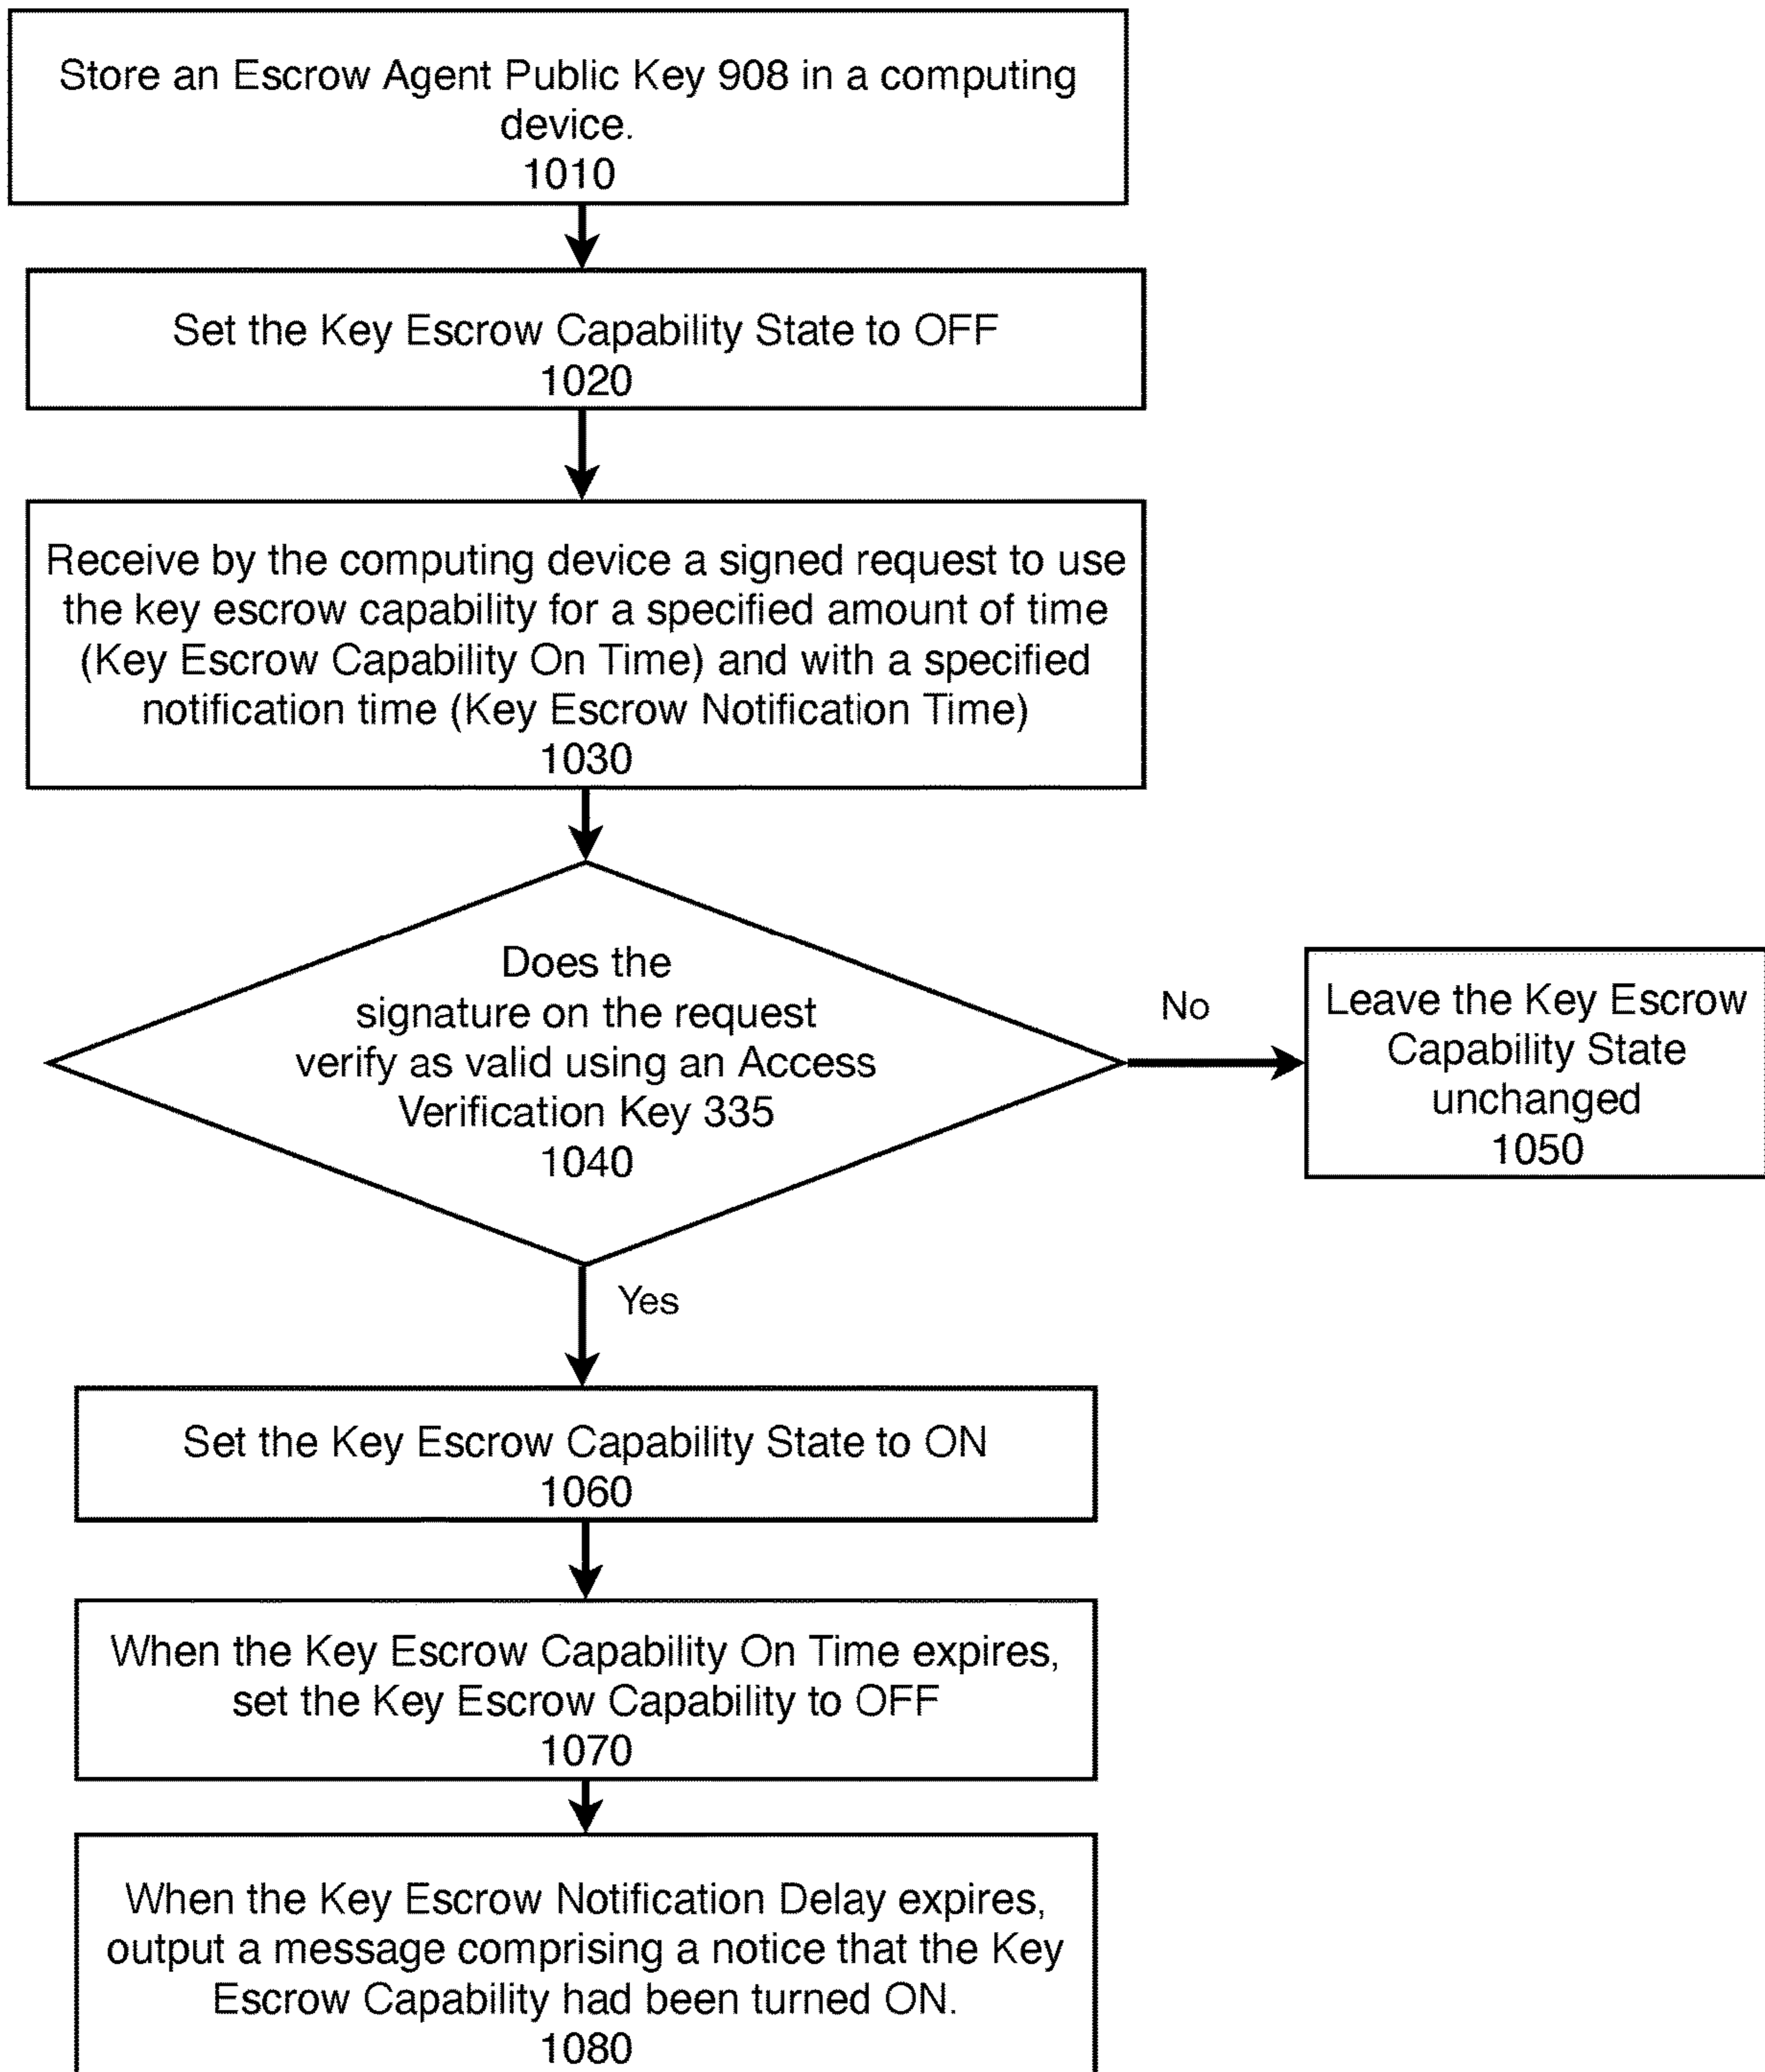 Store an Escrow Agent Public Key 908 in a computing
device.
1010
Set the Key Escrow Capability State to OFF
1020
Receive by the computing device a signed request to use
the key escrow capability for a specified amount of time
(Key Escrow Capability On Time) and with a specified
notification time (Key Escrow Notification Time)
1030
Does the
signature on the request
verify as valid using an Access
Verification Key 335
1040
No
Leave the Key Escrow
Capability State
unchanged
1050
Yes
Set the Key Escrow Capability State to ON
1060
When the Key Escrow Capability On Time expires,
set the Key Escrow Capability to OFF
1070
When the Key Escrow Notification Delay expires,
output a message comprising a notice that the Key
Escrow Capability had been turned ON.
1080